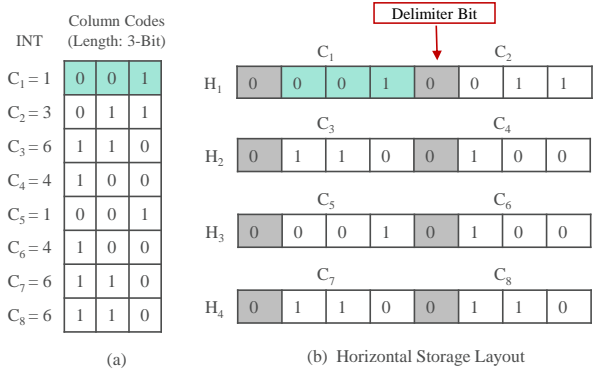 Delimiter Bit
Column Codes
INT (Length: 3-Bit)
C1 = 1 0 0 1
C2 = 3 0 1 1
C3 = 6 1 1 0
C4 = 4 1 0 0
C5 = 1 0 0 1
C6 = 4 1 0 0
C7 = 6 1 1 0
C8 = 6 1 1 0
(a)
C1 C2
H1 0 0 0 1 0 0 1 1
C3 C4
H2 0 1 1 0 0 1 0 0
C5 C6
H3 0 0 0 1 0 1 0 0
C7 C8
H4 0 1 1 0 0 1 1 0
(b) Horizontal Storage Layout